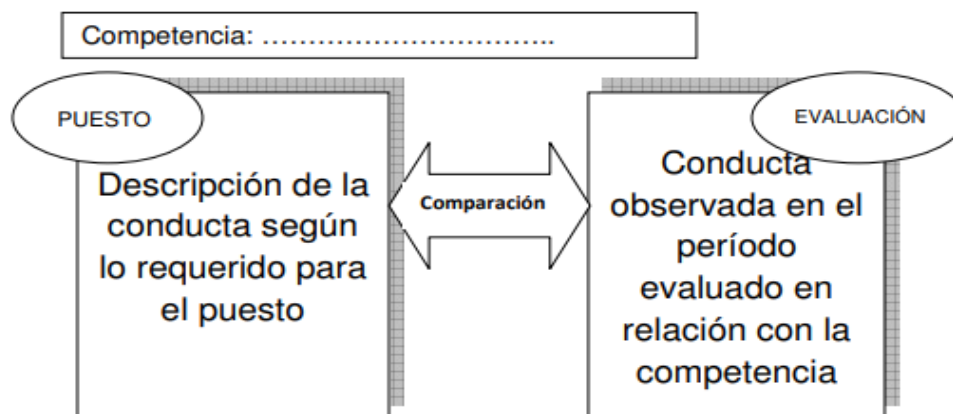 Competencia: ……………………………..
PUESTO
Descripción de la
conducta según
lo requerido para
el puesto
Comparación
EVALUACIÓN
Conducta
observada en el
período
evaluado en
relación con la
competencia